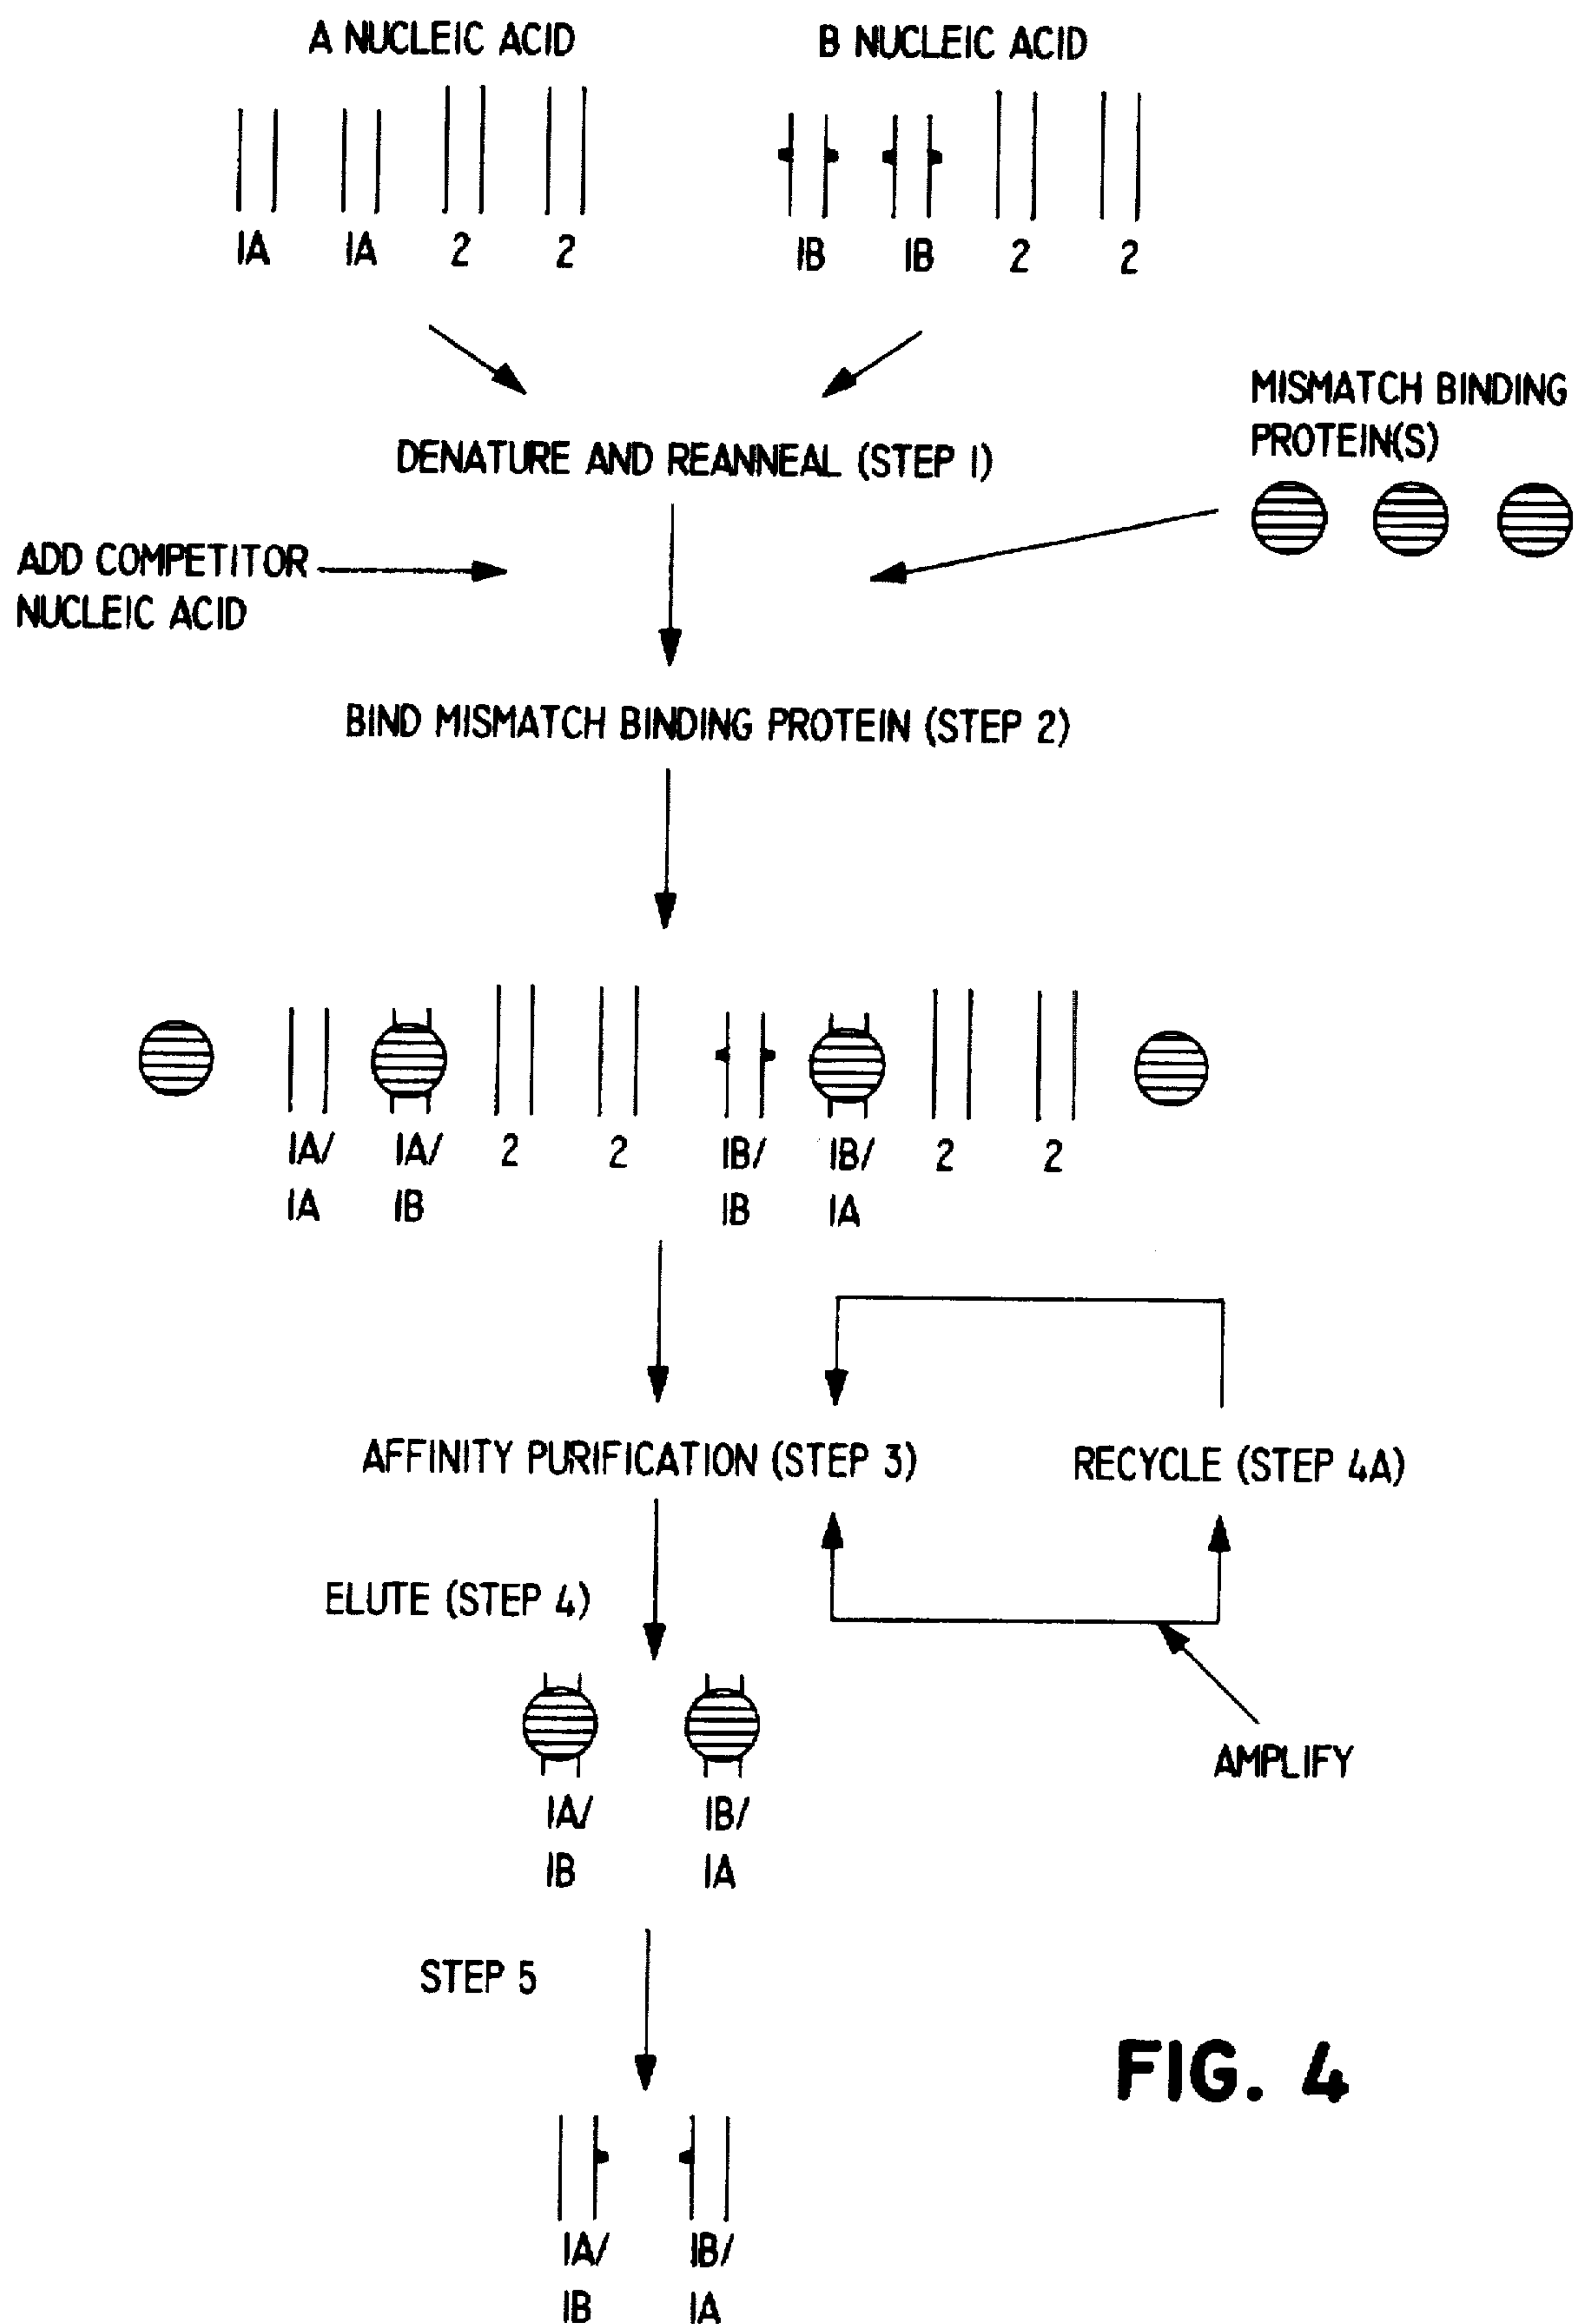 A NUCLEIC ACID
B NUCLEIC ACID
1A 1A 2 2
1B 1B 2 2
DENATURE AND REANNEAL (STEP 1)
MISMATCH BINDING
PROTEIN(S)
ADD COMPETITOR
NUCLEIC ACID
BIND MISMATCH BINDING PROTEIN (STEP 2)
1A/ 1A/ 2 2 1B/ 1B/ 2 2
1A 1B 1B 1A
AFFINITY PURIFICATION (STEP 3)
RECYCLE (STEP 4A)
ELUTE (STEP 4)
AMPLIFY
1A/ 1B/
1B 1A
STEP 5
FIG. 4
1A/ 1B/
1B 1A